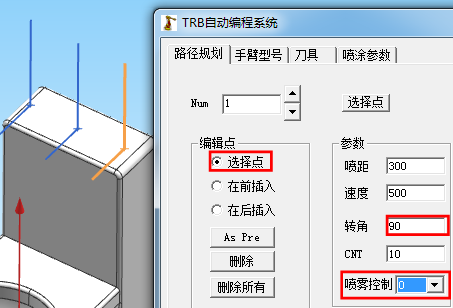 TRB自动编程系统
路径规划 手臂型号 刀具 喷涂参数
Num 1 选择点
编辑点
选择点
在前插入
在后插入
As Pre
删除
删除所有
参数
喷距 300
速度 500
转角 90
CNT 10
喷雾控制 0